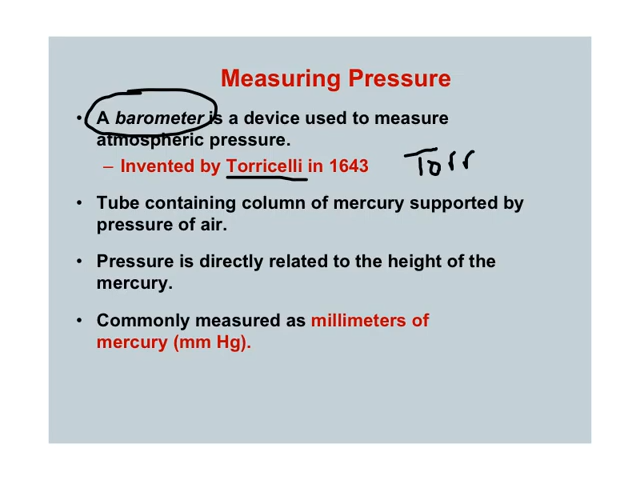 Measuring Pressure
• A barometer is a device used to measure
atmospheric pressure.
– Invented by Torricelli in 1643
Torr
• Tube containing column of mercury supported by
pressure of air.
• Pressure is directly related to the height of the
mercury.
• Commonly measured as millimeters of
mercury (mm Hg).